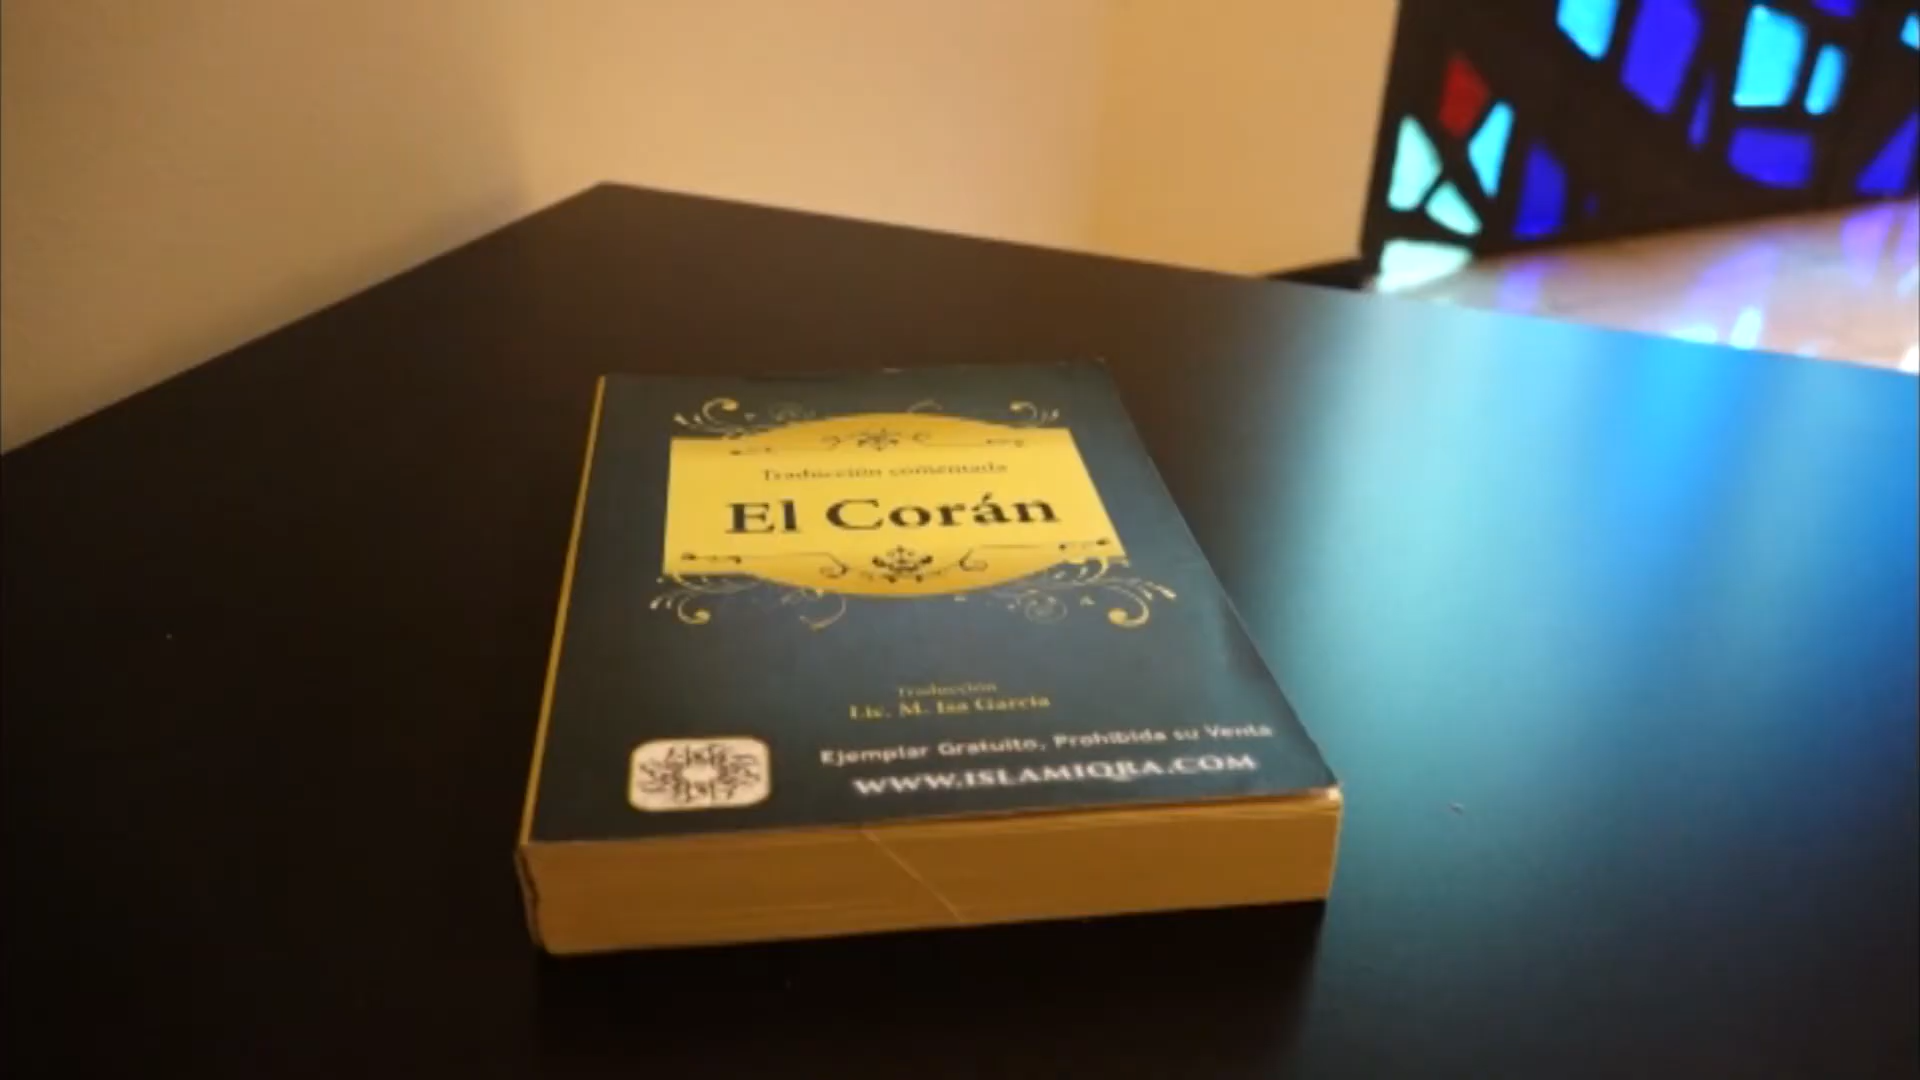 Traducción comentada
El Corán
Traducción
Lic. M. Isa García
Ejemplar Gratuito, Prohibida su Venta
WWW.ISLAMIQRA.COM